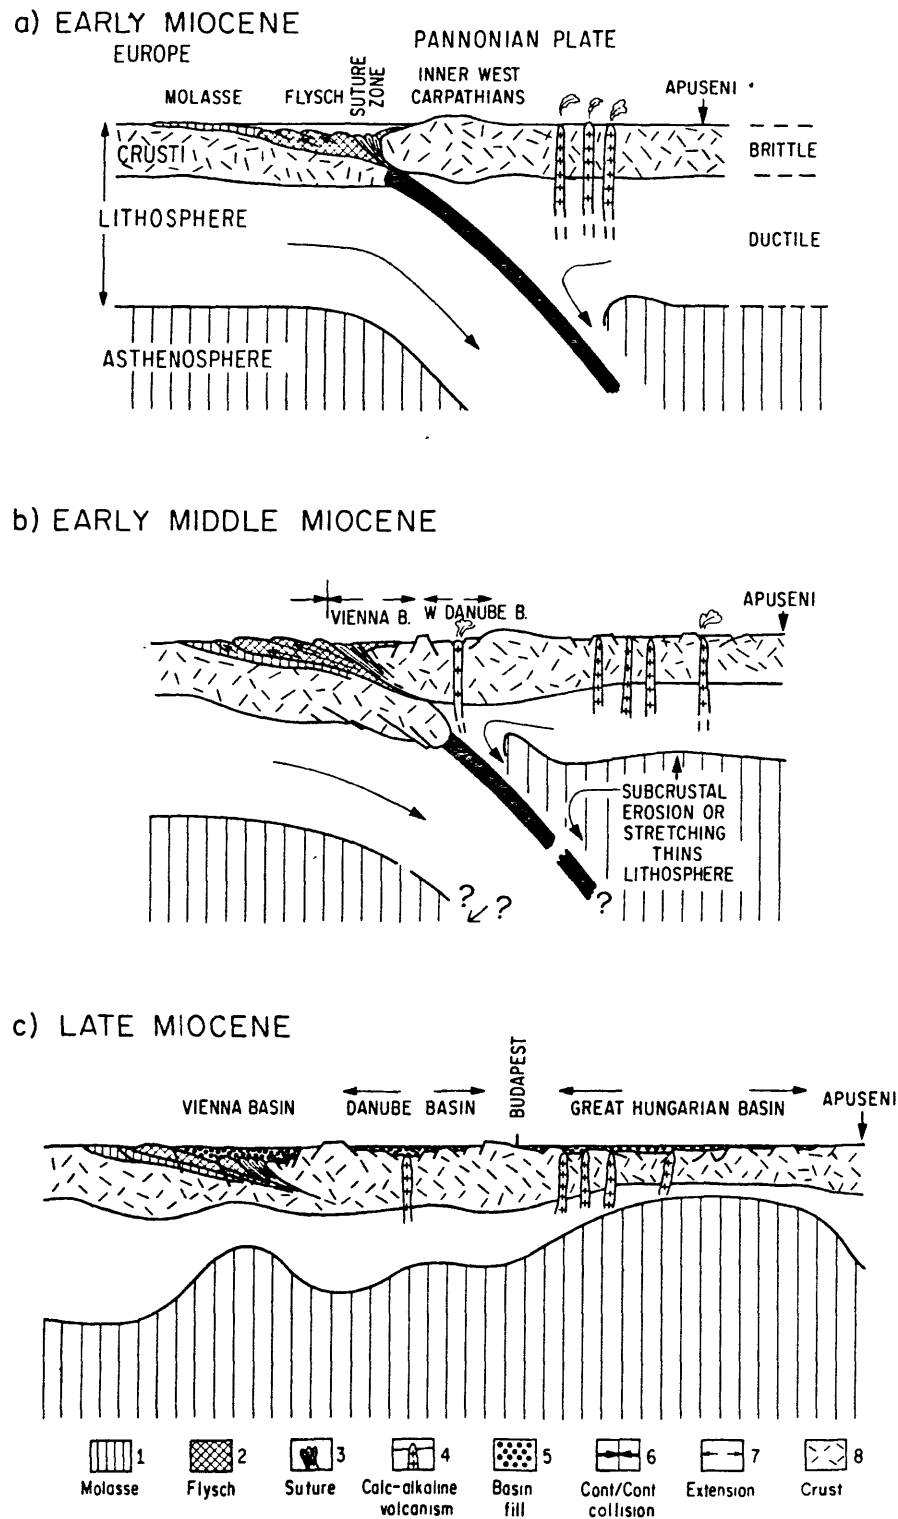 a) EARLY MIOCENE
EUROPE
PANNONIAN PLATE
MOLASSE
FLYSCH
SUTURE
ZONE
INNER WEST
CARPATHIANS
APUSENI
CRUST
BRITTLE
LITHOSPHERE
DUCTILE
ASTHENOSPHERE
b) EARLY MIDDLE MIOCENE
VIENNA B.
W DANUBE B.
APUSENI
SUBCRUSTAL
EROSION OR
STRETCHING
THINS
LITHOSPHERE
? ?
?
c) LATE MIOCENE
VIENNA BASIN
DANUBE BASIN
BUDAPEST
GREAT HUNGARIAN BASIN
APUSENI
1
Molasse
2
Flysch
3
Suture
4
Calc-alkaline
volcanism
5
Basin
fill
6
Cont/Cont
collision
7
Extension
8
Crust